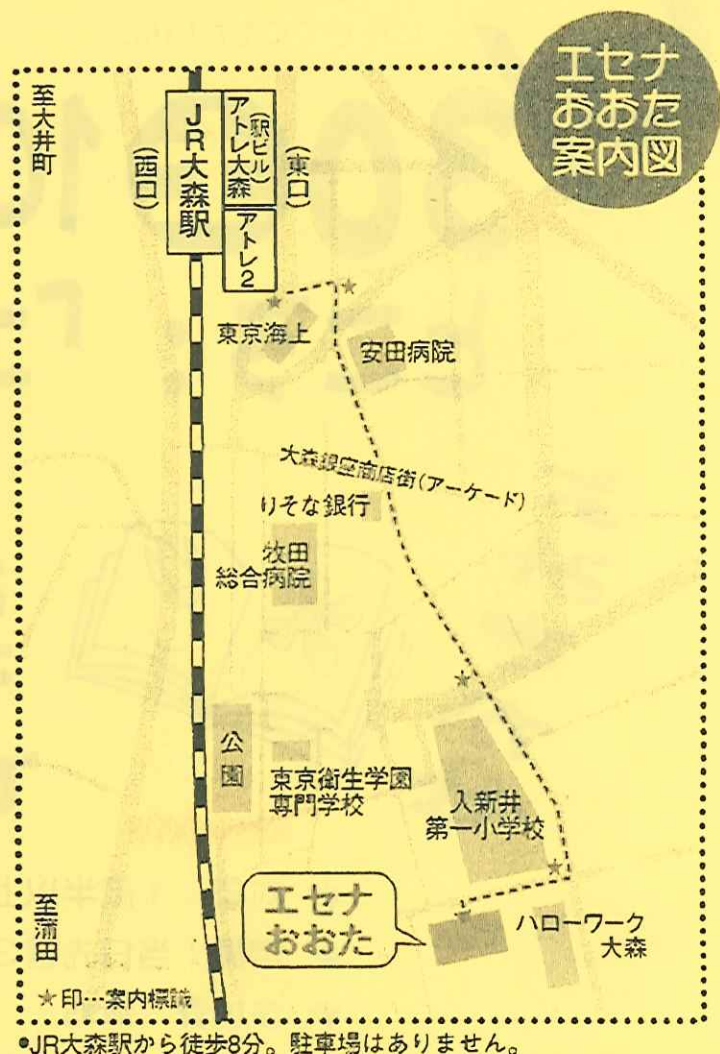 エセナ
おおた
案内図
至大井町
(西口)
JR大森駅
(駅ビル)
アトレ大森
アトレ2
(東口)
東京海上
安田病院
大森銀座商店街(アーケード)
りそな銀行
牧田
総合病院
公園
東京衛生学園
専門学校
入新井
第一小学校
エセナ
おおた
ハローワーク
大森
至蒲田
★印…案内標識
●JR大森駅から徒歩8分。駐車場はありません。